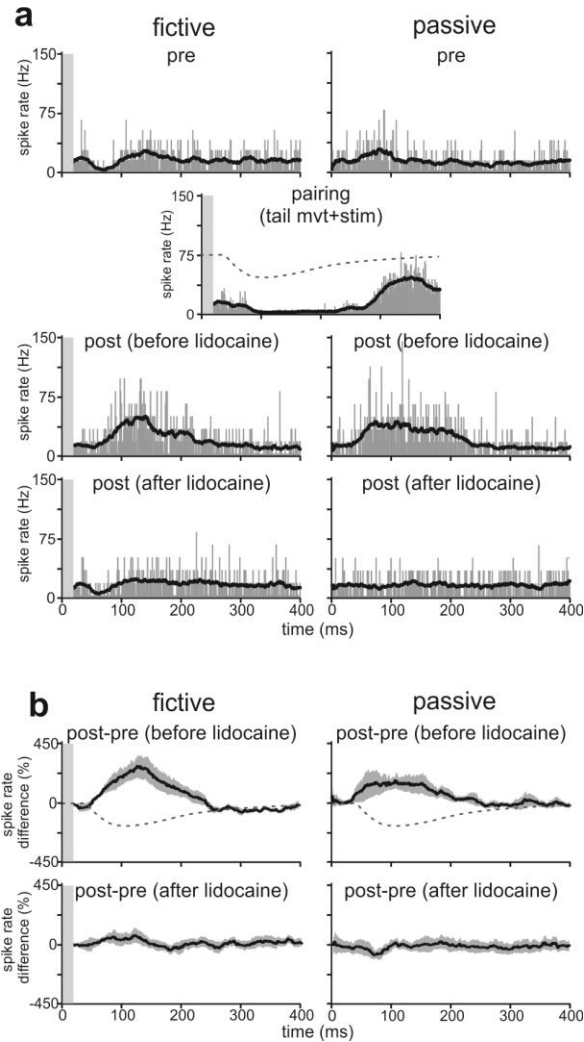 a
fictive passive
pre pre
150
75
0
spike rate (Hz)
pairing
(tail mvt+stim)
150
75
0
spike rate (Hz)
post (before lidocaine) post (before lidocaine)
150
75
0
spike rate (Hz)
post (after lidocaine) post (after lidocaine)
150
75
0
spike rate (Hz)
0 100 200 300 400 0 100 200 300 400
time (ms)
b
fictive passive
post-pre (before lidocaine) post-pre (before lidocaine)
450
0
-450
spike rate
difference (%)
post-pre (after lidocaine) post-pre (after lidocaine)
450
0
-450
spike rate
difference (%)
0 100 200 300 400 0 100 200 300 400
time (ms)